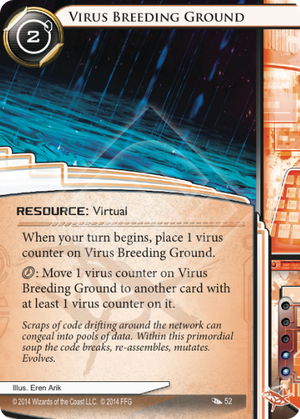 Virus Breeding Ground
2
RESOURCE: Virtual
When your turn begins, place 1 virus
counter on Virus Breeding Ground.
: Move 1 virus counter on Virus
Breeding Ground to another card with
at least 1 virus counter on it.
Scraps of code drifting around the network can
congeal into pools of data. Within this primordial
soup the code breaks, re-assembles, mutates.
Evolves.
Illus. Eren Arik
© 2014 Wizards of the Coast LLC. © 2014 FFG
52